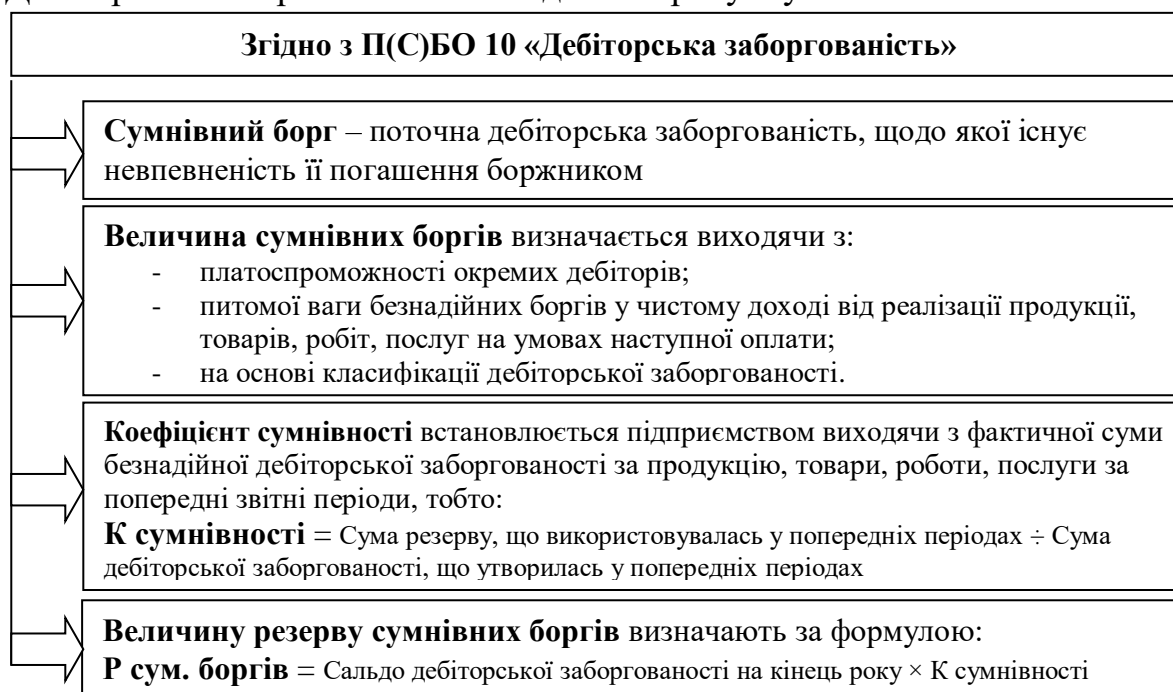 Згідно з П(С)БО 10 «Дебіторська заборгованість»
Сумнівний борг – поточна дебіторська заборгованість, щодо якої існує
невпевненість її погашення боржником
Величина сумнівних боргів визначається виходячи з:
- платоспроможності окремих дебіторів;
- питомої ваги безнадійних боргів у чистому доході від реалізації продукції,
товарів, робіт, послуг на умовах наступної оплати;
- на основі класифікації дебіторської заборгованості.
Коефіцієнт сумнівності встановлюється підприємством виходячи з фактичної суми
безнадійної дебіторської заборгованості за продукцію, товари, роботи, послуги за
попередні звітні періоди, тобто:
К сумнівності = Сума резерву, що використовувалась у попередніх періодах ÷ Сума
дебіторської заборгованості, що утворилась у попередніх періодах
Величину резерву сумнівних боргів визначають за формулою:
Р сум. боргів = Сальдо дебіторської заборгованості на кінець року × К сумнівності